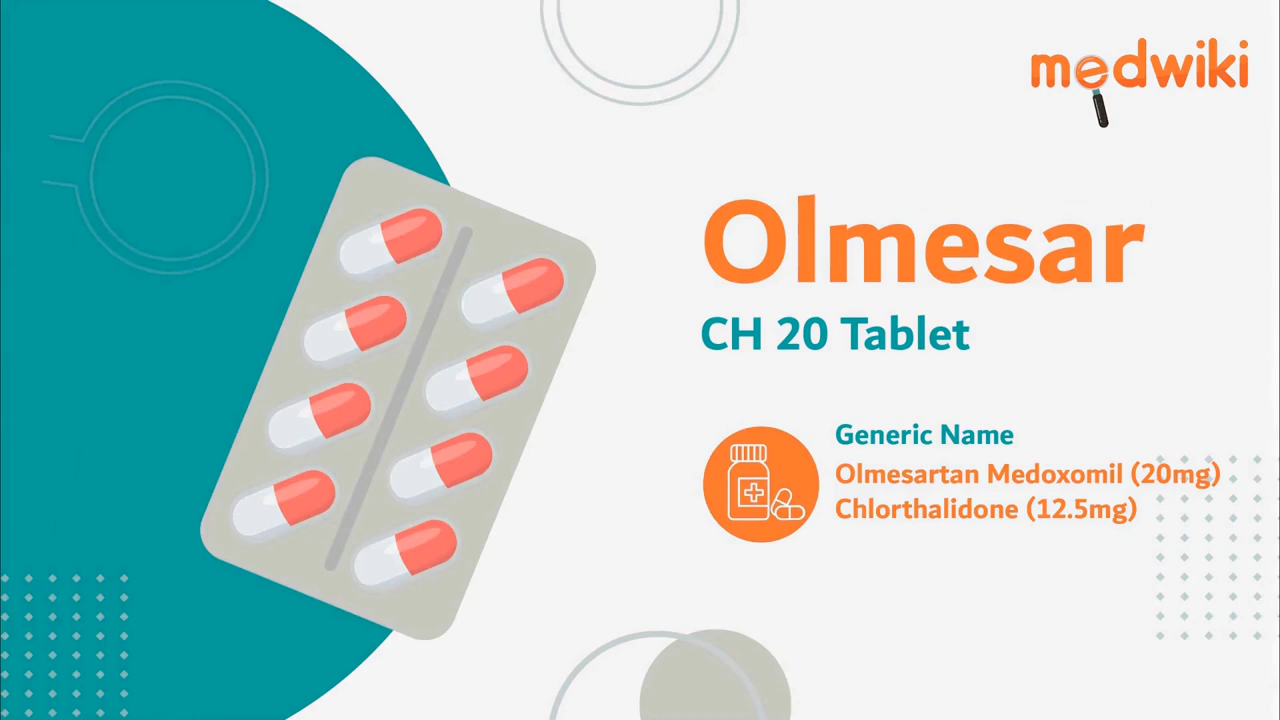 medwiki
Olmesar
CH 20 Tablet
Generic Name
Olmesartan Medoxomil (20mg)
Chlorthalidone (12.5mg)